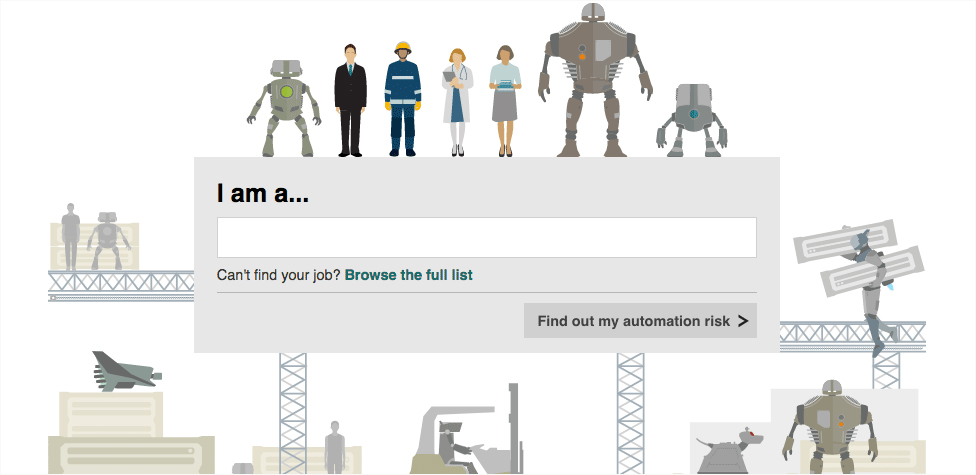 I am a...
Can't find your job? Browse the full list
Find out my automation risk >